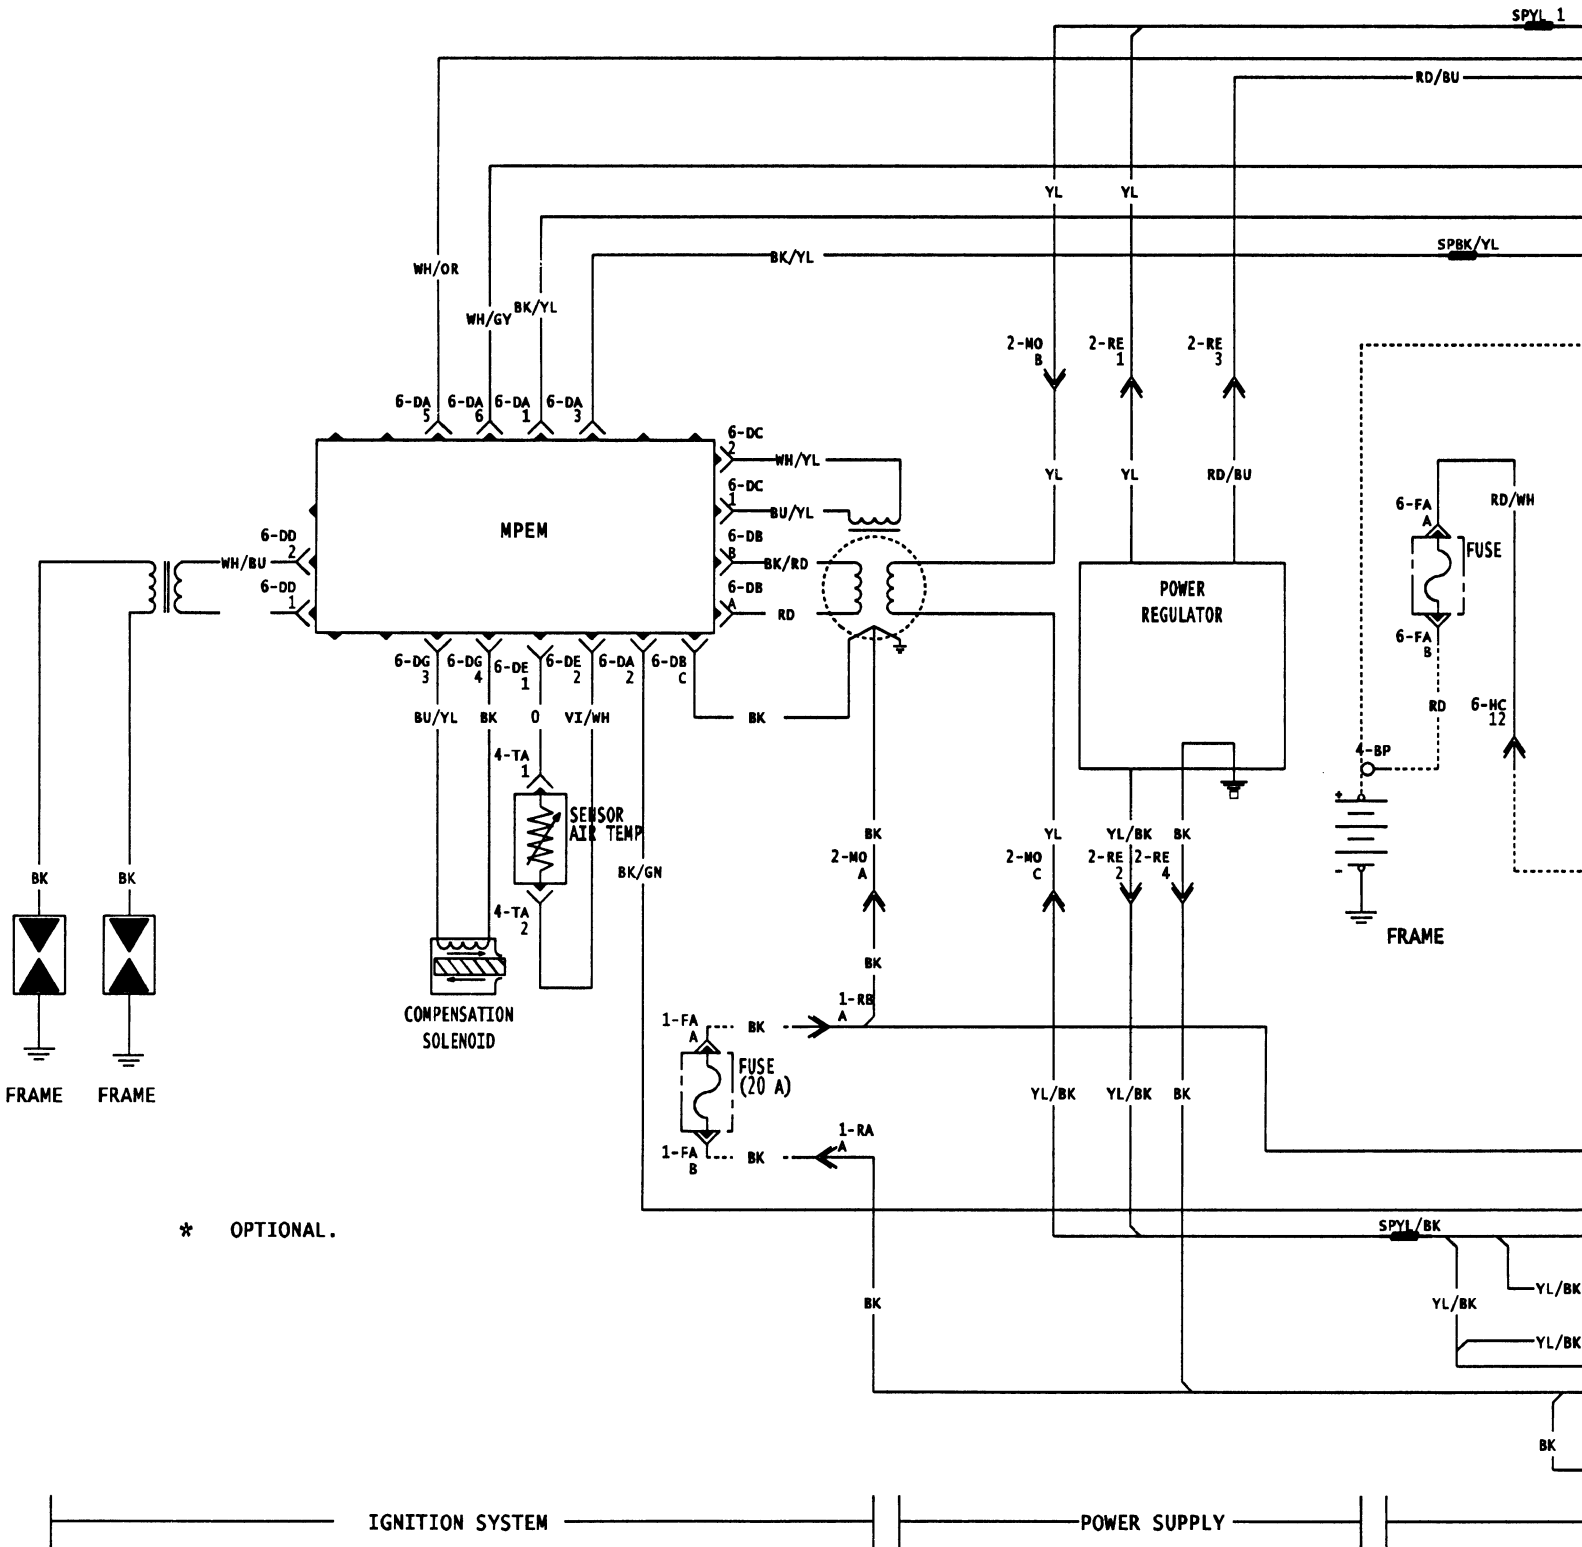 SPYL 1
RD/BU
YL YL
SPBK/YL
BK/YL
WH/OR
WH/GY BK/YL
2-MO
B
2-RE
1
2-RE
3
6-DA
5
6-DA
6
6-DA
1
6-DA
3
6-DC
2
WH/YL
YL YL RD/BU
6-DC
1
BU/YL
6-FA
A
RD/WH
MPEM
6-DD
2
WH/BU
6-DB
B
BK/RD
FUSE
6-DD
1
6-DB
A
RD
POWER
REGULATOR
6-FA
B
6-DG
3
6-DG
4
6-DE
1
6-DE
2
6-DA
2
6-DB
C
BU/YL BK O VI/WH BK
RD
6-HC
12
4-TA
1
4-BP
+
SENSOR
AIR TEMP
BK YL YL/BK BK
2-MO
A
2-MO
C
2-RE
2
2-RE
4
-
BK BK
BK/GN
4-TA
2
FRAME
BK
COMPENSATION
SOLENOID
1-RB
A
1-FA
A
BK
FUSE
(20 A)
FRAME FRAME
YL/BK YL/BK BK
1-RA
A
1-FA
B
BK
* OPTIONAL.
SPYL/BK
YL/BK
BK
YL/BK
YL/BK
BK
IGNITION SYSTEM
POWER SUPPLY